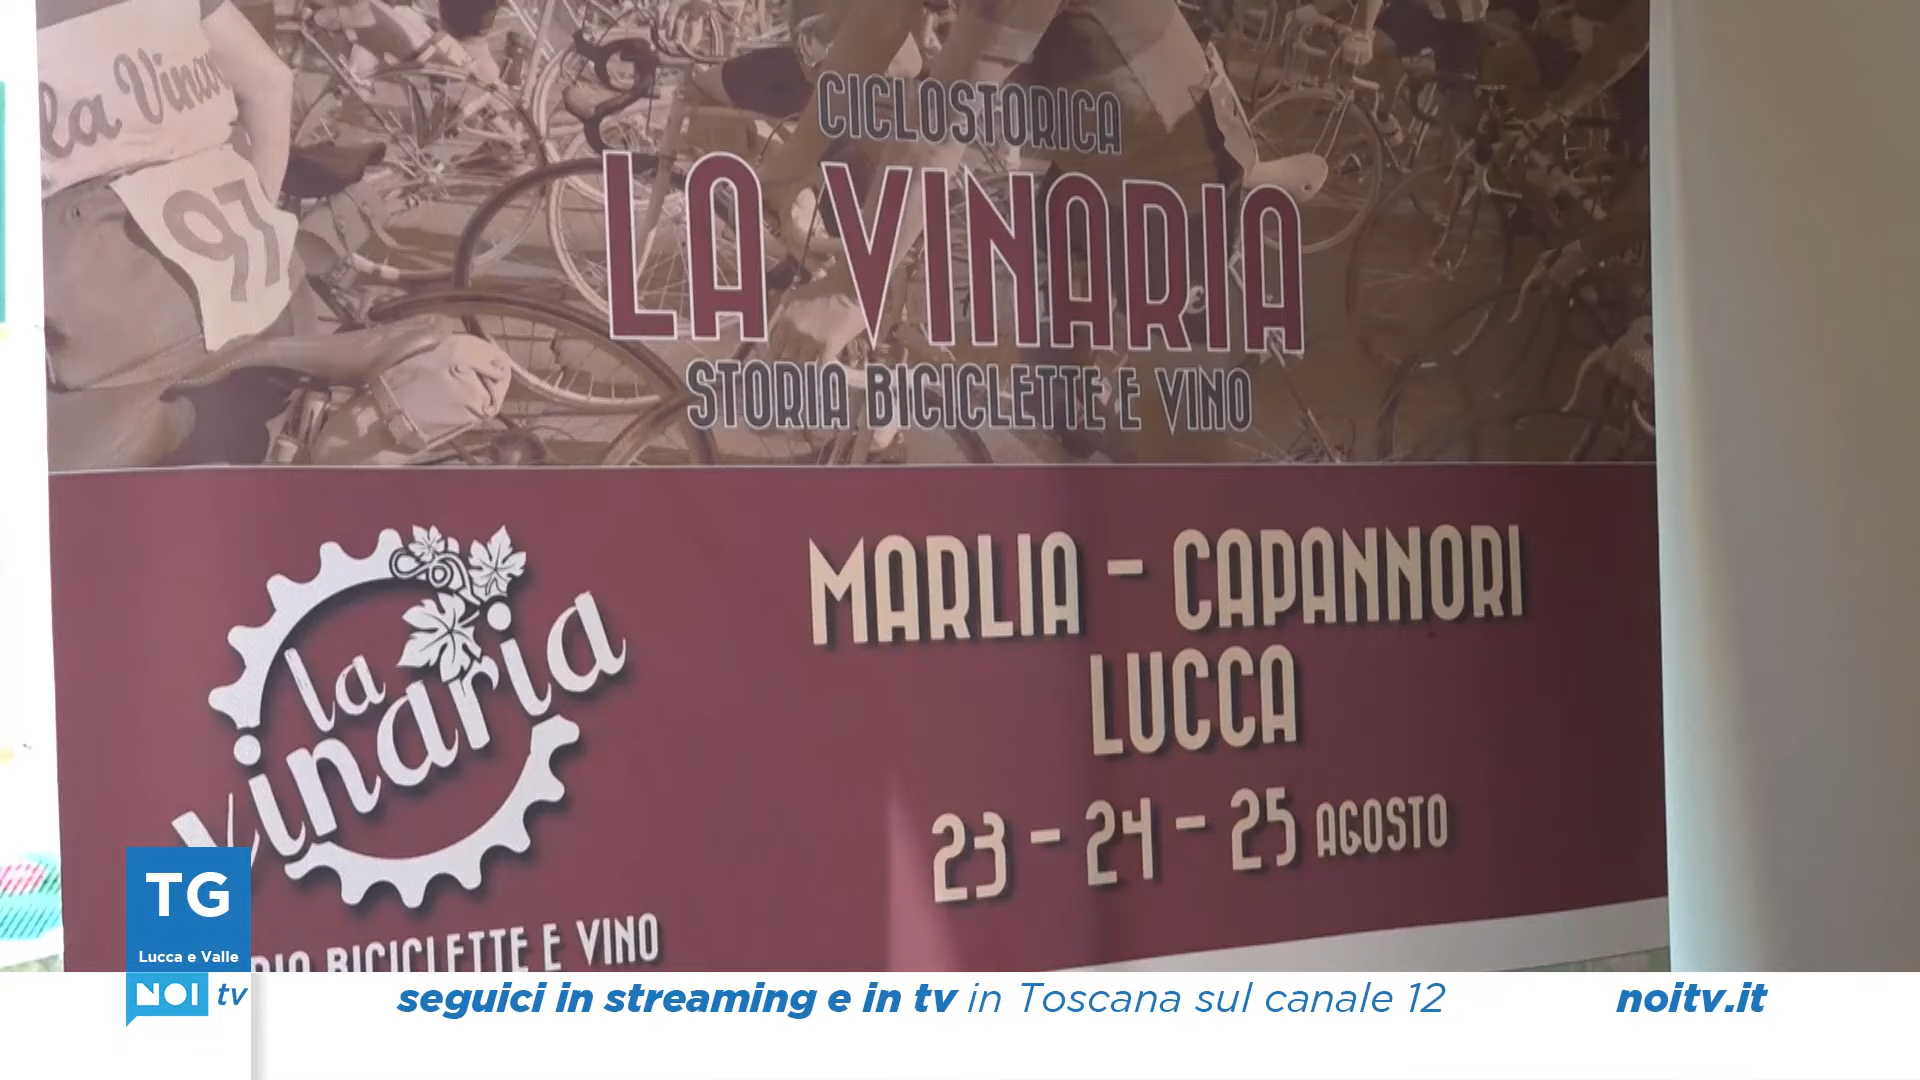 la Vinar
97
CICLOSTORICA
LA VINARIA
STORIA BICICLETTE E VINO
la
vinaria
BICICLETTE E VINO
MARLIA - CAPANNORI
LUCCA
23 - 24 - 25 AGOSTO
TG
Lucca e Valle
NOI tv
seguici in streaming e in tv in Toscana sul canale 12
noitv.it